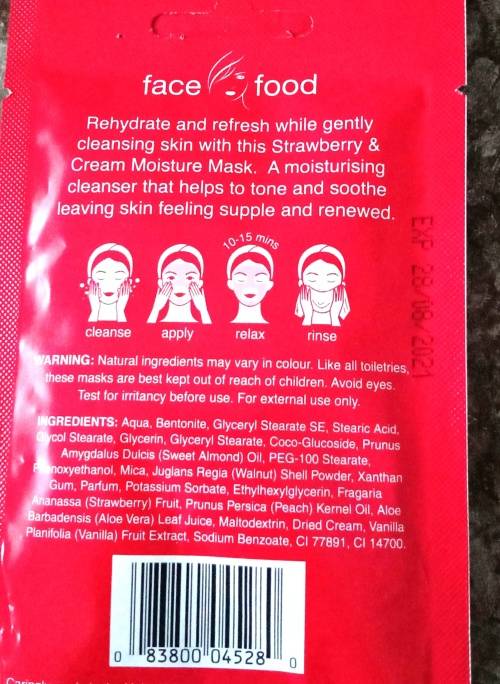 face food
Rehydrate and refresh while gently
cleansing skin with this Strawberry &
Cream Moisture Mask. A moisturising
cleanser that helps to tone and soothe
leaving skin feeling supple and renewed.
10-15 mins
cleanse apply relax rinse
WARNING: Natural ingredients may vary in colour. Like all toiletries,
these masks are best kept out of reach of children. Avoid eyes.
Test for irritancy before use. For external use only.
INGREDIENTS: Aqua, Bentonite, Glyceryl Stearate SE, Stearic Acid,
Glycol Stearate, Glycerin, Glyceryl Stearate, Coco-Glucoside, Prunus
Amygdalus Dulcis (Sweet Almond) Oil, PEG-100 Stearate,
Phenoxyethanol, Mica, Juglans Regia (Walnut) Shell Powder, Xanthan
Gum, Parfum, Potassium Sorbate, Ethylhexylglycerin, Fragaria
Ananassa (Strawberry) Fruit, Prunus Persica (Peach) Kernel Oil, Aloe
Barbadensis (Aloe Vera) Leaf Juice, Maltodextrin, Dried Cream, Vanilla
Planifolia (Vanilla) Fruit Extract, Sodium Benzoate, CI 77891, CI 14700.
EXP 28/08/2021
0 83800 04528 0